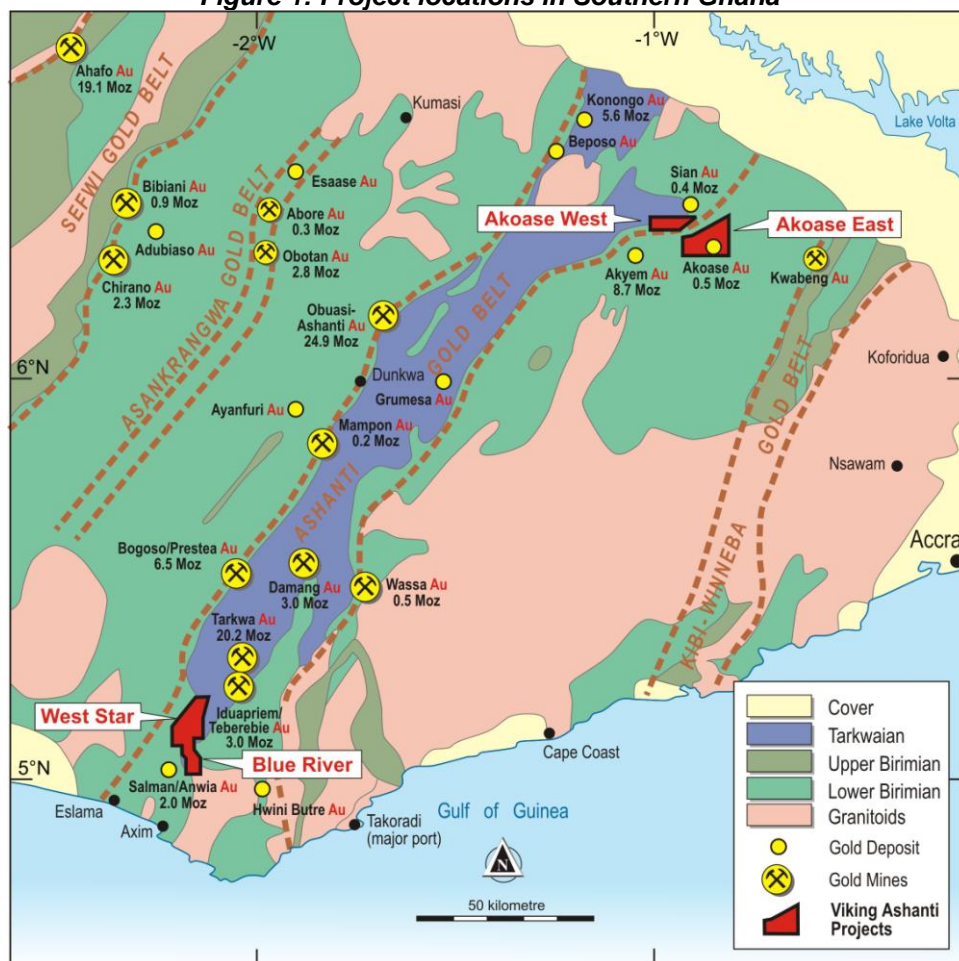 Figure 1: Project locations in Southern Ghana
-2°W
-1°W
Ahafo Au
19.1 Moz
SEFWI GOLD BELT
Kumasi
Konongo Au
5.6 Moz
Beposo Au
Lake Volta
Bibiani Au
0.9 Moz
Adubiaso Au
Chirano Au
2.3 Moz
Esaase Au
Abore Au
0.3 Moz
Obotan Au
2.8 Moz
ASANKRANGWA GOLD BELT
Sian Au
0.4 Moz
Akoase West
Akoase East
Akyem Au
8.7 Moz
Akoase Au
0.5 Moz
Kwabeng Au
Obuasi-
Ashanti Au
24.9 Moz
6°N
Dunkwa
Grumesa Au
ASHANTI GOLD BELT
Koforidua
Ayanfuri Au
Mampon Au
0.2 Moz
Nsawam
KIBI-WINNEBA GOLD BELT
Accra
Bogoso/Prestea Au
6.5 Moz
Damang Au
3.0 Moz
Wassa Au
0.5 Moz
Tarkwa Au
20.2 Moz
Iduapriem/
Teberebie Au
3.0 Moz
West Star
Blue River
5°N
Salman/Anwia Au
2.0 Moz
Hwini Butre Au
Eslama
Axim
Takoradi
(major port)
Cape Coast
Gulf of Guinea
N
50 kilometre
Cover
Tarkwaian
Upper Birimian
Lower Birimian
Granitoids
Gold Deposit
Gold Mines
Viking Ashanti
Projects